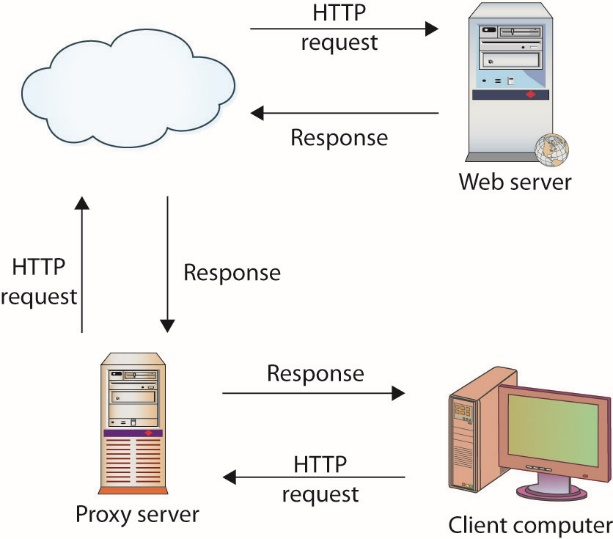 HTTP
request
Response
Web server
HTTP
request
Response
Response
HTTP
request
Proxy server
Client computer